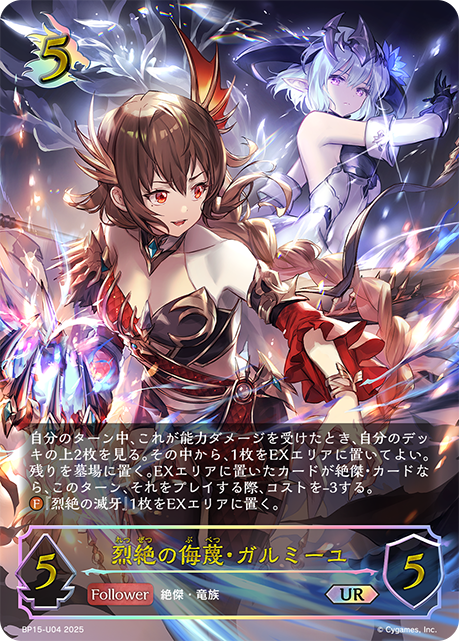 5
自分のターン中、これが能力ダメージを受けたとき、自分のデッ
キの上2枚を見る。その中から、1枚をEXエリアに置いてよい。
残りを墓場に置く。EXエリアに置いたカードが絶傑・カードな
ら、このターン、それをプレイする際、コストを-3する。
F 『烈絶の滅牙』1枚をEXエリアに置く。
れつ ぜつ ぶ べつ
烈絶の侮蔑・ガルミーユ
5
Follower 絶傑・竜族
UR
5
BP15-U04 2025
© Cygames, Inc.